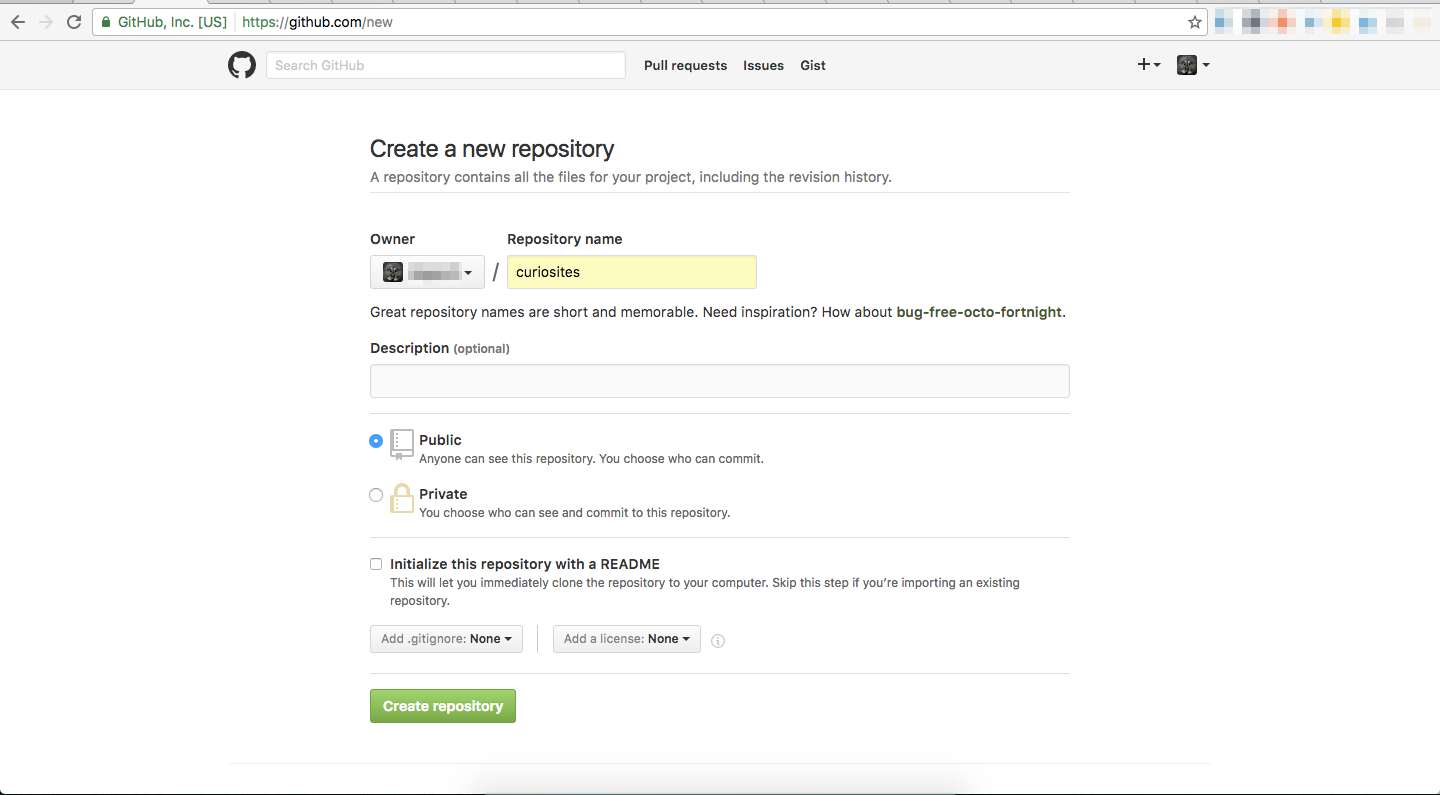 GitHub, Inc. [US] https://github.com/new
Search GitHub Pull requests Issues Gist
Create a new repository
A repository contains all the files for your project, including the revision history.
Owner Repository name
/ curiosites
Great repository names are short and memorable. Need inspiration? How about bug-free-octo-fortnight.
Description (optional)
Public
Anyone can see this repository. You choose who can commit.
Private
You choose who can see and commit to this repository.
Initialize this repository with a README
This will let you immediately clone the repository to your computer. Skip this step if you're importing an existing
repository.
Add .gitignore: None Add a license: None
Create repository